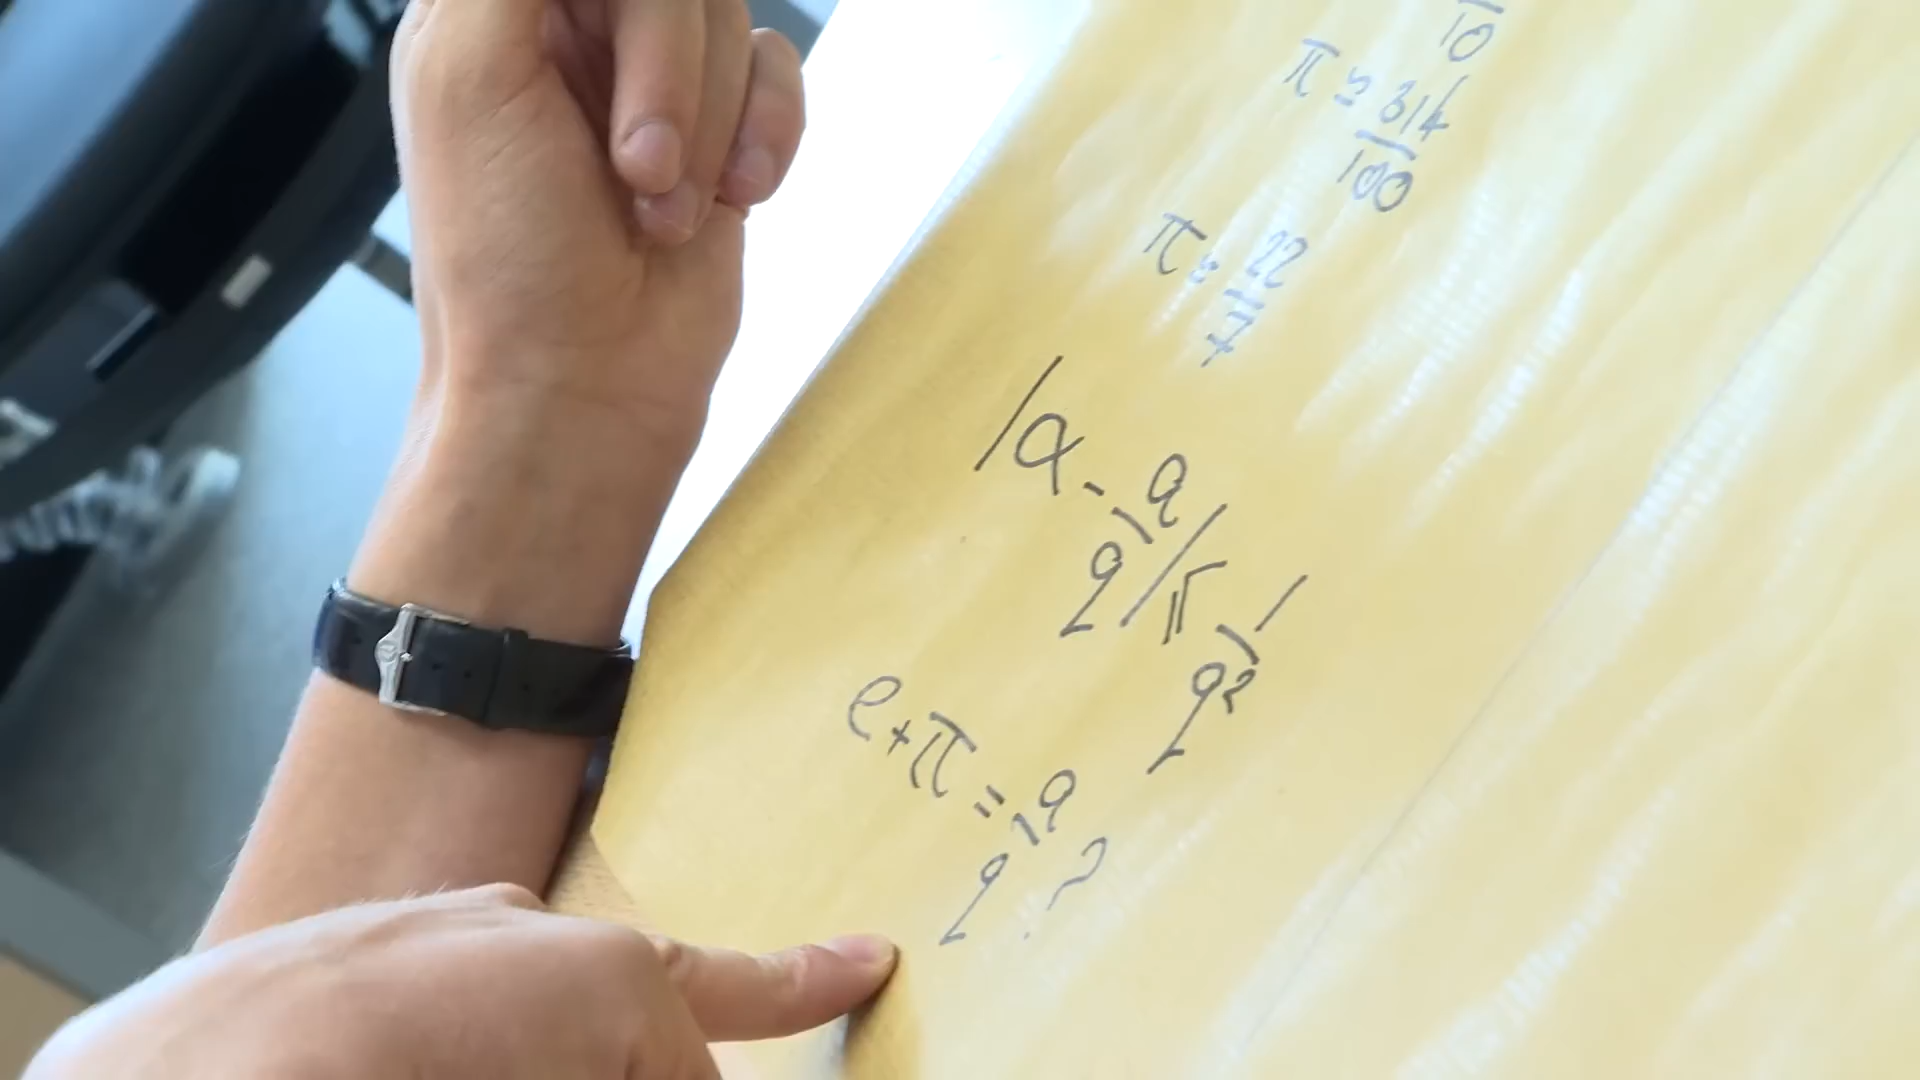 10
π ≈ 314/100
π ≈ 22/7
|α - a/q| ≤ 1/q²
e+π = a/q ?